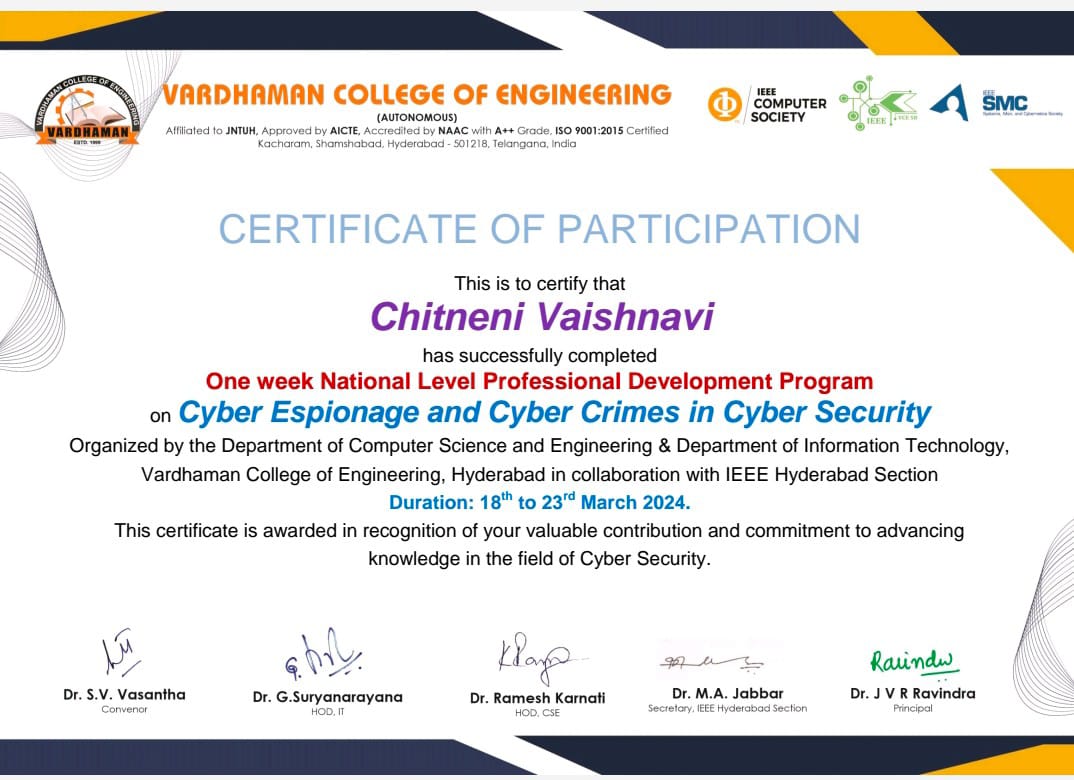 VARDHAMAN COLLEGE OF ENGINEERING
VARDHAMAN
ESTD. 1999
VARDHAMAN COLLEGE OF ENGINEERING
(AUTONOMOUS)
Affiliated to JNTUH, Approved by AICTE, Accredited by NAAC with A++ Grade, ISO 9001:2015 Certified
Kacharam, Shamshabad, Hyderabad - 501218, Telangana, India
IEEE
COMPUTER
SOCIETY
IEEE VCE SB
IEEE
SMC
Systems, Man, and Cybernetics Society
CERTIFICATE OF PARTICIPATION
This is to certify that
Chitneni Vaishnavi
has successfully completed
One week National Level Professional Development Program
on Cyber Espionage and Cyber Crimes in Cyber Security
Organized by the Department of Computer Science and Engineering & Department of Information Technology,
Vardhaman College of Engineering, Hyderabad in collaboration with IEEE Hyderabad Section
Duration: 18th to 23rd March 2024.
This certificate is awarded in recognition of your valuable contribution and commitment to advancing
knowledge in the field of Cyber Security.
Ravindra
Dr. S.V. Vasantha
Convenor
Dr. G.Suryanarayana
HOD, IT
Dr. Ramesh Karnati
HOD, CSE
Dr. M.A. Jabbar
Secretary, IEEE Hyderabad Section
Dr. J V R Ravindra
Principal